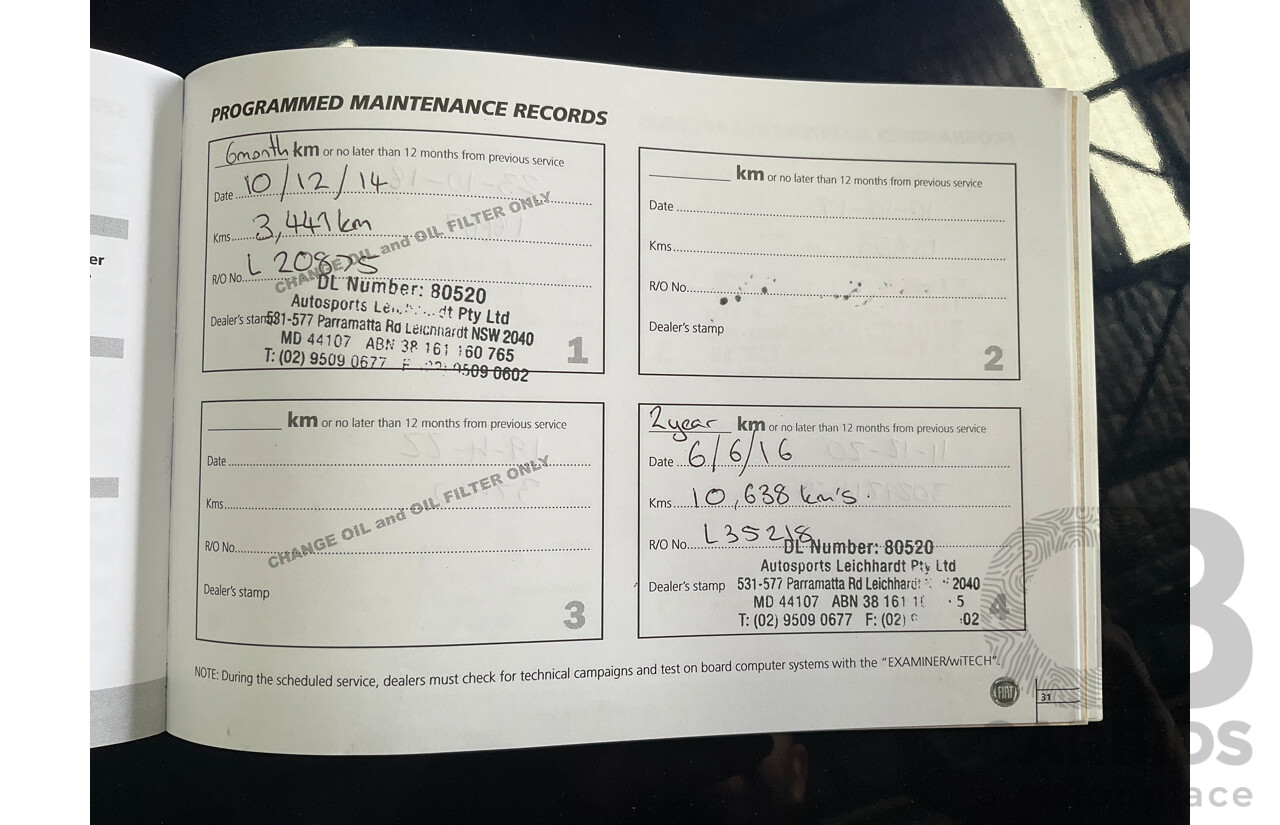 PROGRAMMED MAINTENANCE RECORDS
6month km or no later than 12 months from previous service
Date 10/12/14
Kms 3,441km
R/O No. L 20875
CHANGE OIL and OIL FILTER ONLY
DL Number: 80520
Autosports Pty Ltd
Dealer's stamp 531-577 Parramatta Rd Leichhardt NSW 2040
MD 44107 ABN 38 161 160 765
T: (02) 9509 0677 F 9509 0602
1
km or no later than 12 months from previous service
Date
Kms
R/O No.
Dealer's stamp
2
km or no later than 12 months from previous service
Date
Kms
CHANGE OIL and OIL FILTER ONLY
R/O No.
Dealer's stamp
3
2year km or no later than 12 months from previous service
Date 6/6/16
Kms 10,638 km's.
R/O No. L35218
DL Number: 80520
Autosports Leichhardt Pty Ltd
Dealer's stamp 531-577 Parramatta Rd Leichhardt 2040
MD 44107 ABN 38 161 5
T: (02) 9509 0677 F: (02) 02
4
NOTE: During the scheduled service, dealers must check for technical campaigns and test on board computer systems with the "EXAMINER/wiTECH".
FIAT
31
er